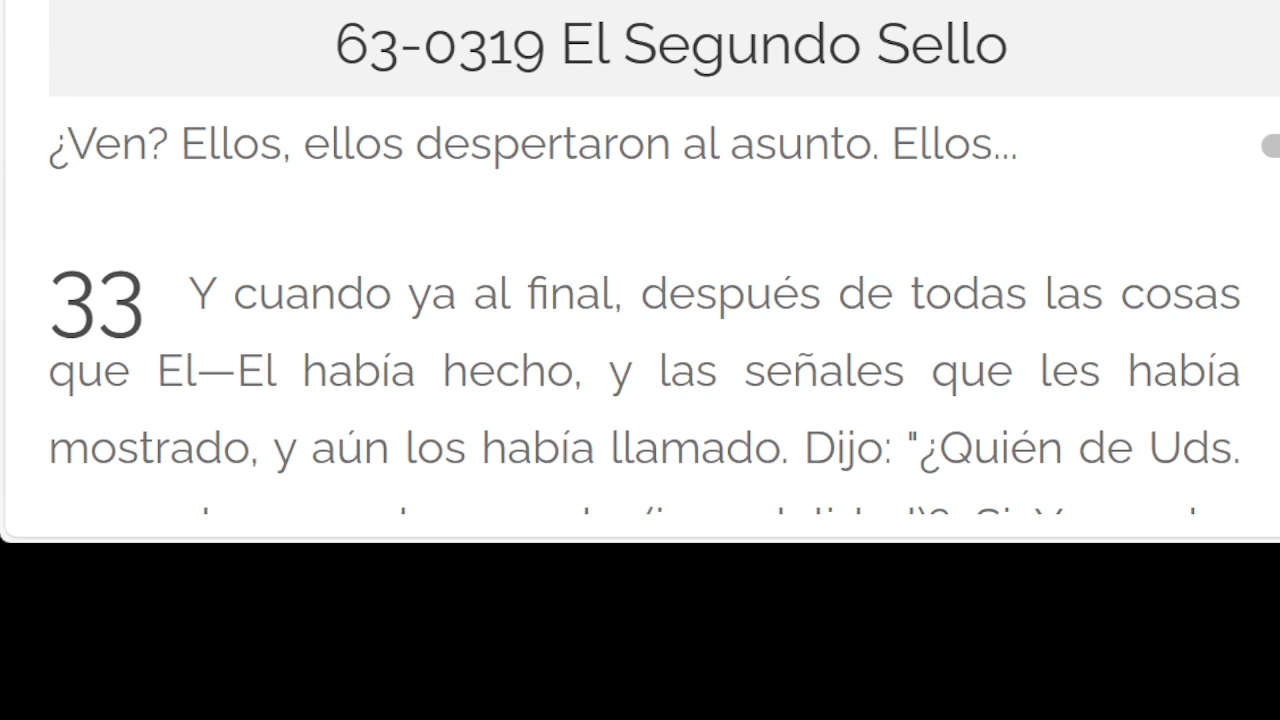 63-0319 El Segundo Sello
¿Ven? Ellos, ellos despertaron al asunto. Ellos...
33 Y cuando ya al final, después de todas las cosas
que El—El había hecho, y las señales que les había
mostrado, y aún los había llamado. Dijo: "¿Quién de Uds.